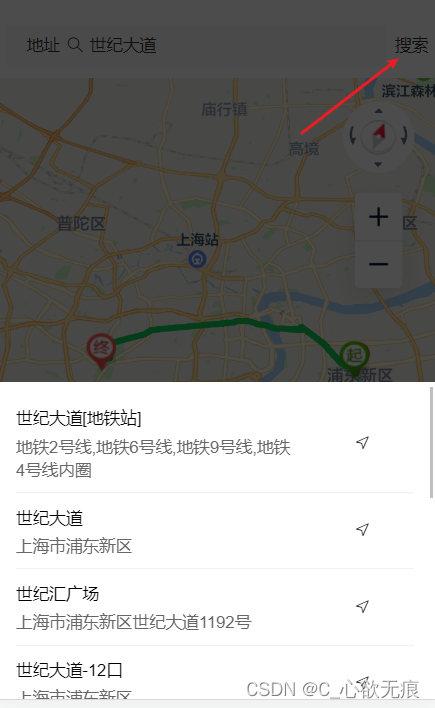 地址 世纪大道 搜索
滨江森林
庙行镇
高境
普陀区
区
上海站
终
起
浦东新区
世纪大道[地铁站]
地铁2号线,地铁6号线,地铁9号线,地铁
4号线内圈
世纪大道
上海市浦东新区
世纪汇广场
上海市浦东新区世纪大道1192号
世纪大道-12口
上海市浦东新区
CSDN @C_心欲无痕